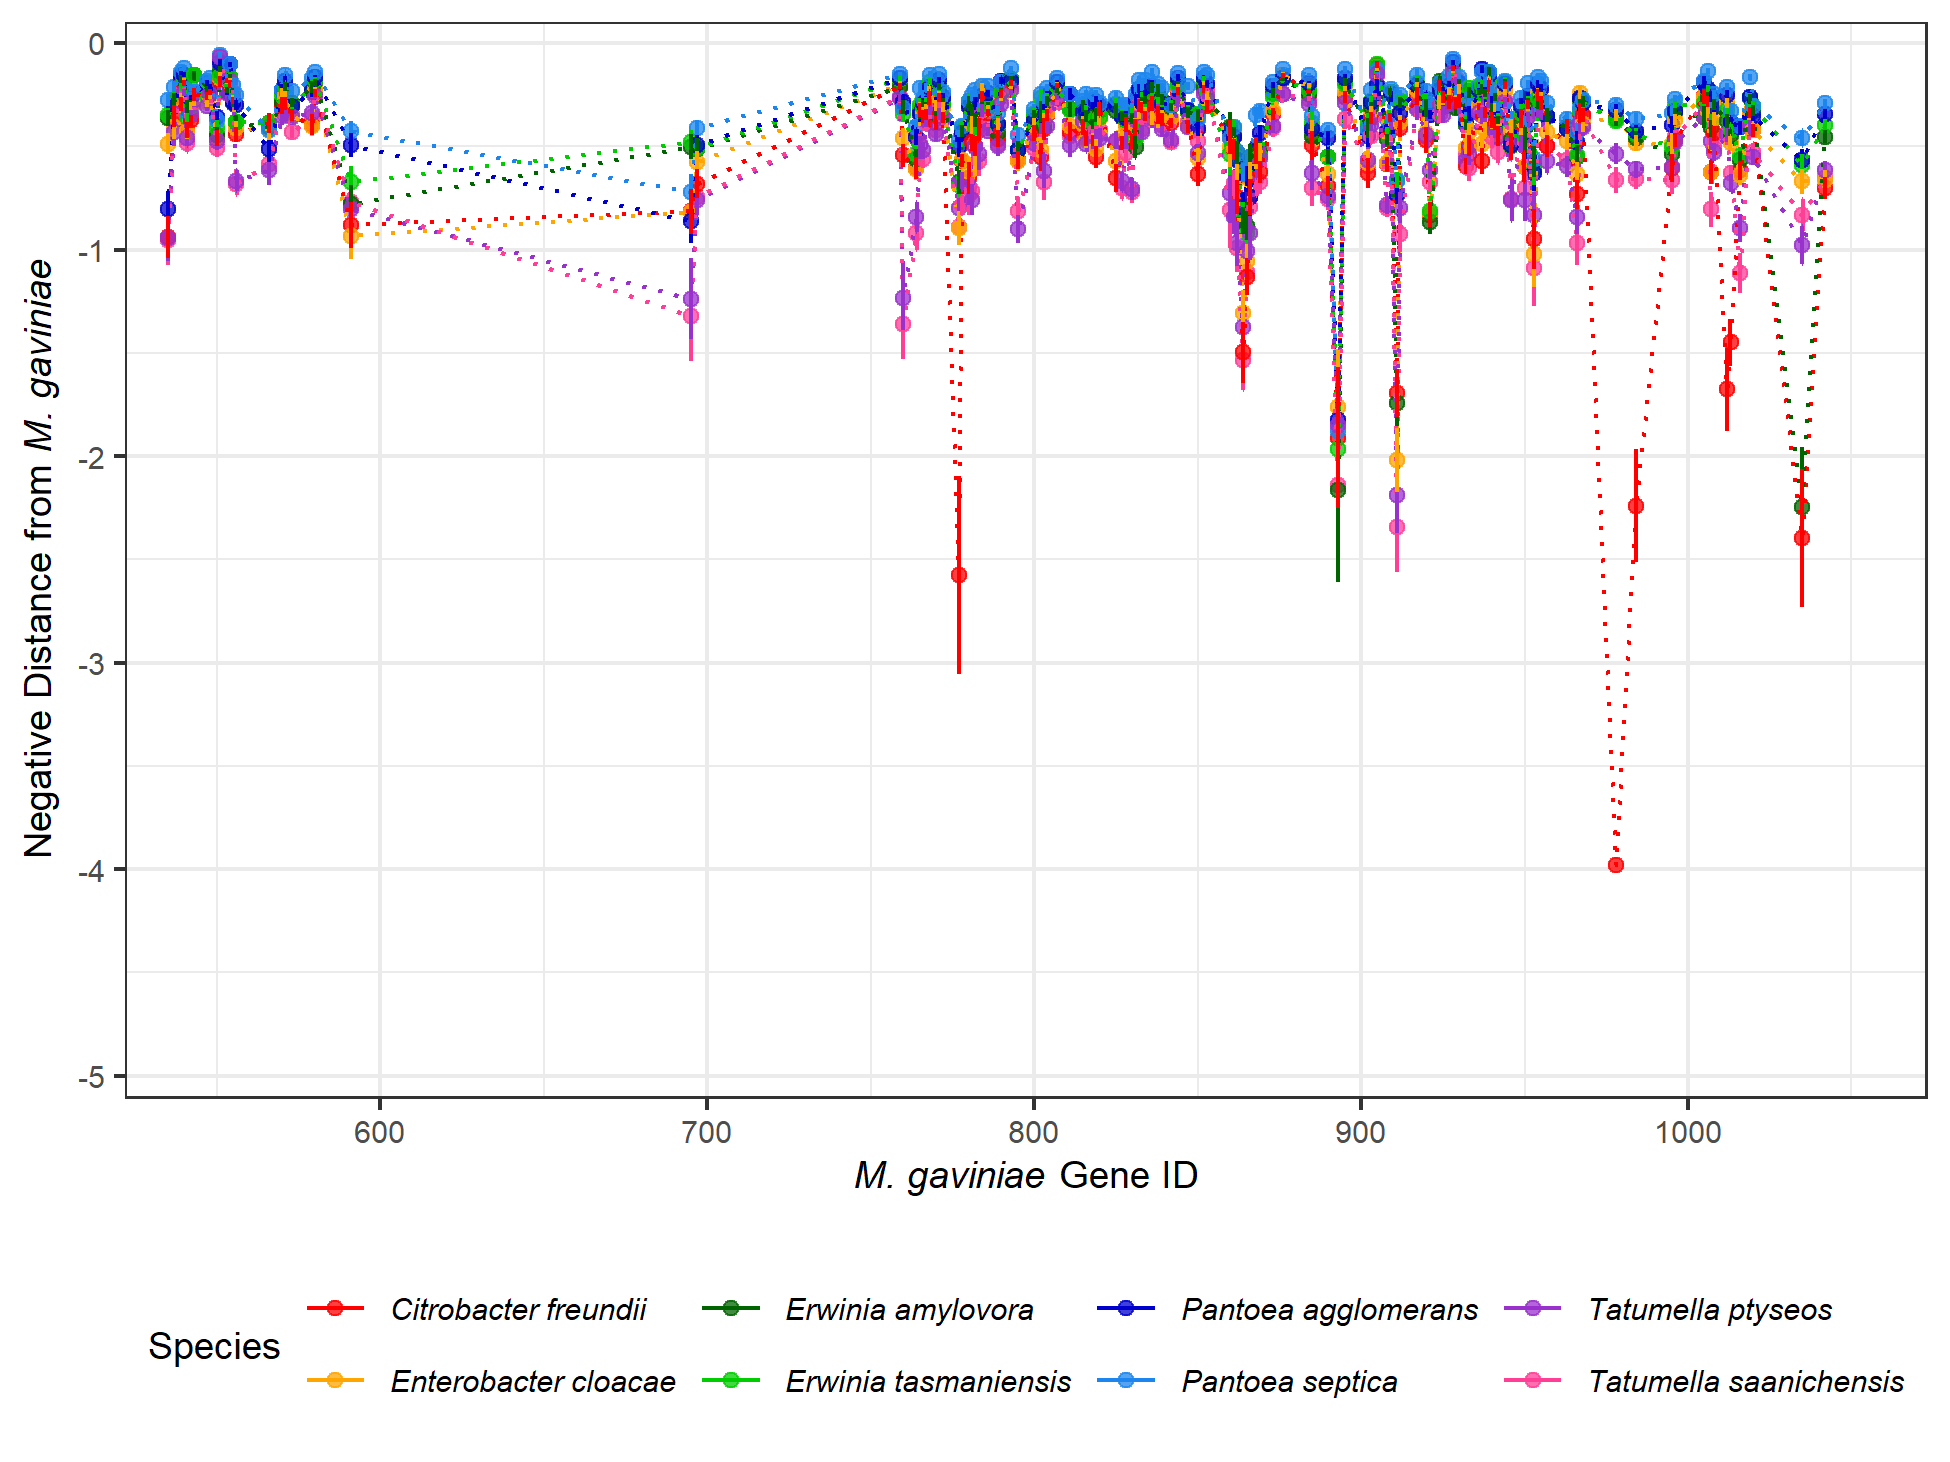 Negative Distance from M. gaviniae
0
-1
-2
-3
-4
-5
600 700 800 900 1000
M. gaviniae Gene ID
Species
Citrobacter freundii Erwinia amylovora Pantoea agglomerans Tatumella ptyseos
Enterobacter cloacae Erwinia tasmaniensis Pantoea septica Tatumella saanichensis